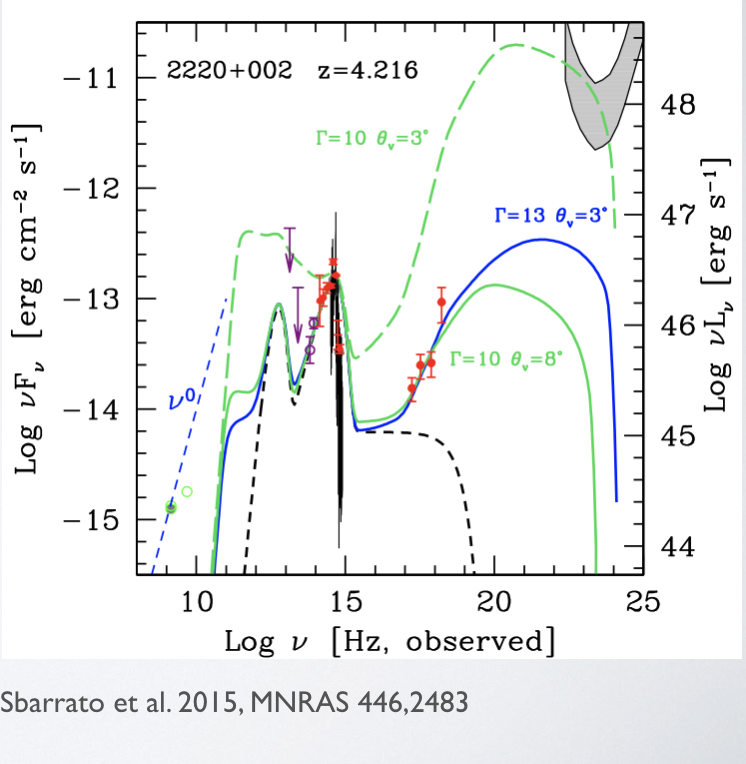 2220+002 z=4.216
Γ=10 θv=3°
Γ=13 θv=3°
Γ=10 θv=8°
ν⁰
−11
−12
−13
−14
−15
Log νFν [erg cm−2 s−1]
48
47
46
45
44
Log νLν [erg s−1]
10 15 20 25
Log ν [Hz, observed]
Sbarrato et al. 2015, MNRAS 446,2483